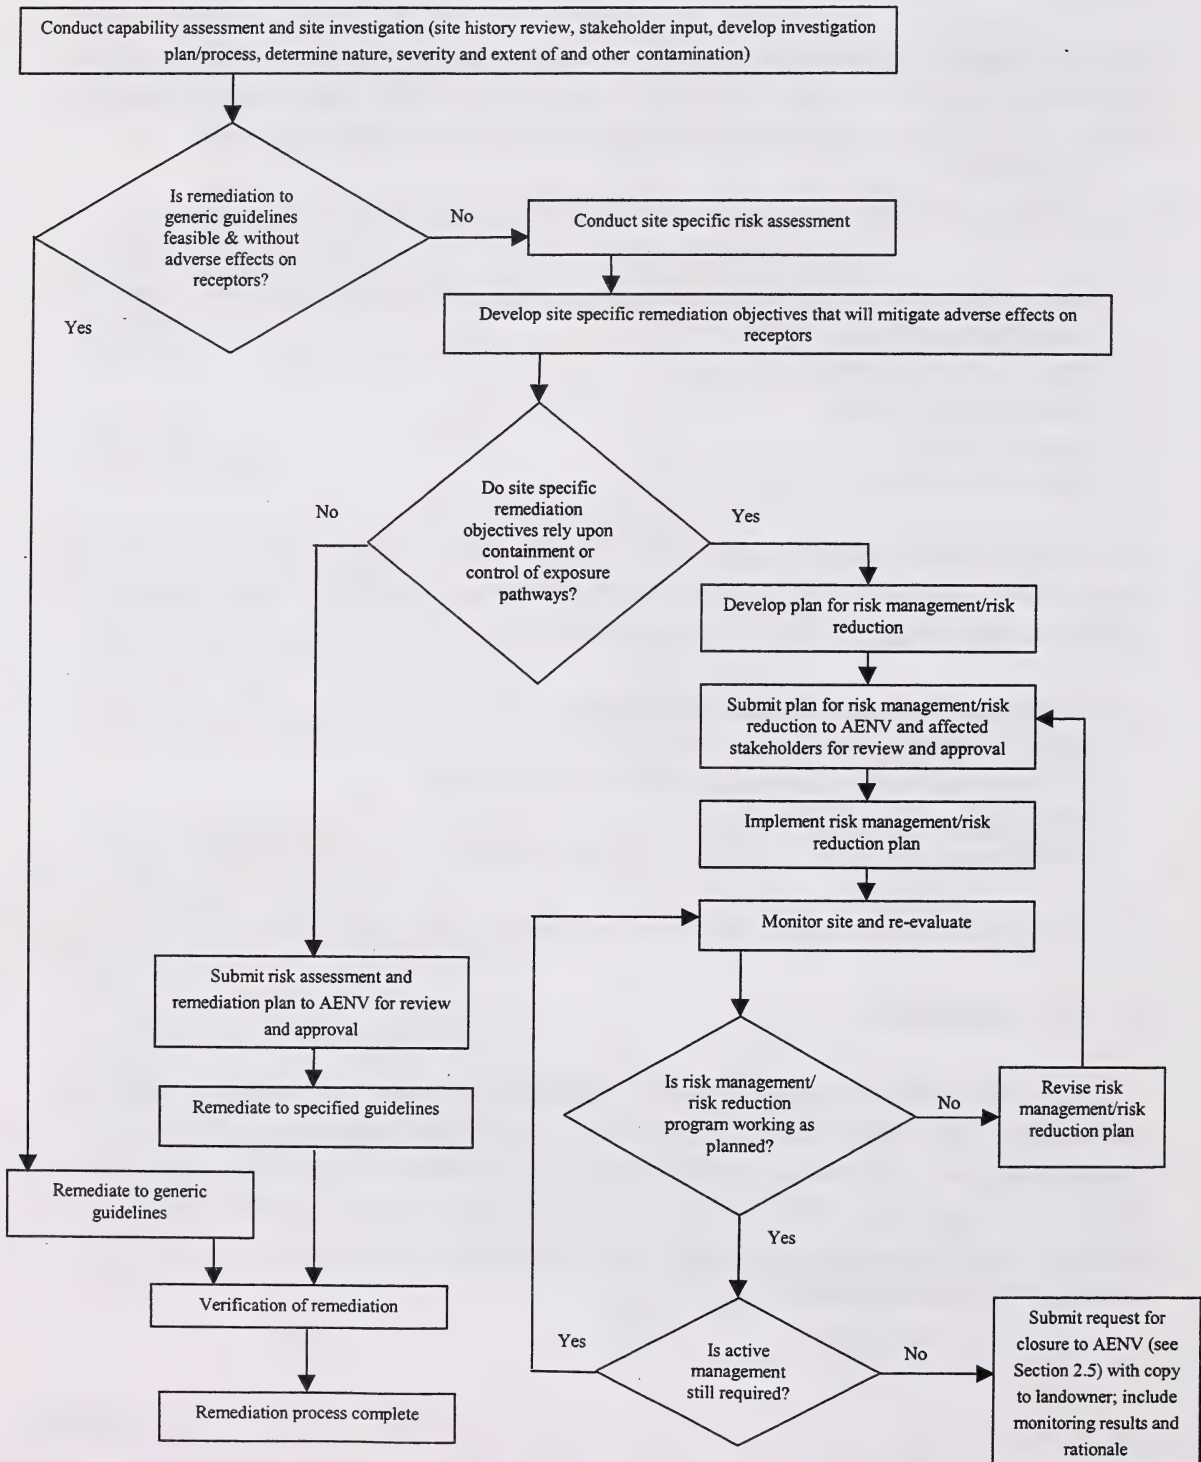 Conduct capability assessment and site investigation (site history review, stakeholder input, develop investigation
plan/process, determine nature, severity and extent of and other contamination)
Is remediation to
generic guidelines
feasible & without
adverse effects on
receptors?
No
Conduct site specific risk assessment
Yes
Develop site specific remediation objectives that will mitigate adverse effects on
receptors
Do site specific
remediation
objectives rely upon
containment or
control of exposure
pathways?
No
Yes
Develop plan for risk management/risk
reduction
Submit plan for risk management/risk
reduction to AENV and affected
stakeholders for review and approval
Implement risk management/risk
reduction plan
Monitor site and re-evaluate
Submit risk assessment and
remediation plan to AENV for review
and approval
Remediate to specified guidelines
Is risk management/
risk reduction
program working as
planned?
No
Revise risk
management/risk
reduction plan
Remediate to generic
guidelines
Yes
Verification of remediation
Yes
Is active
management
still required?
No
Submit request for
closure to AENV (see
Section 2.5) with copy
to landowner; include
monitoring results and
rationale
Remediation process complete